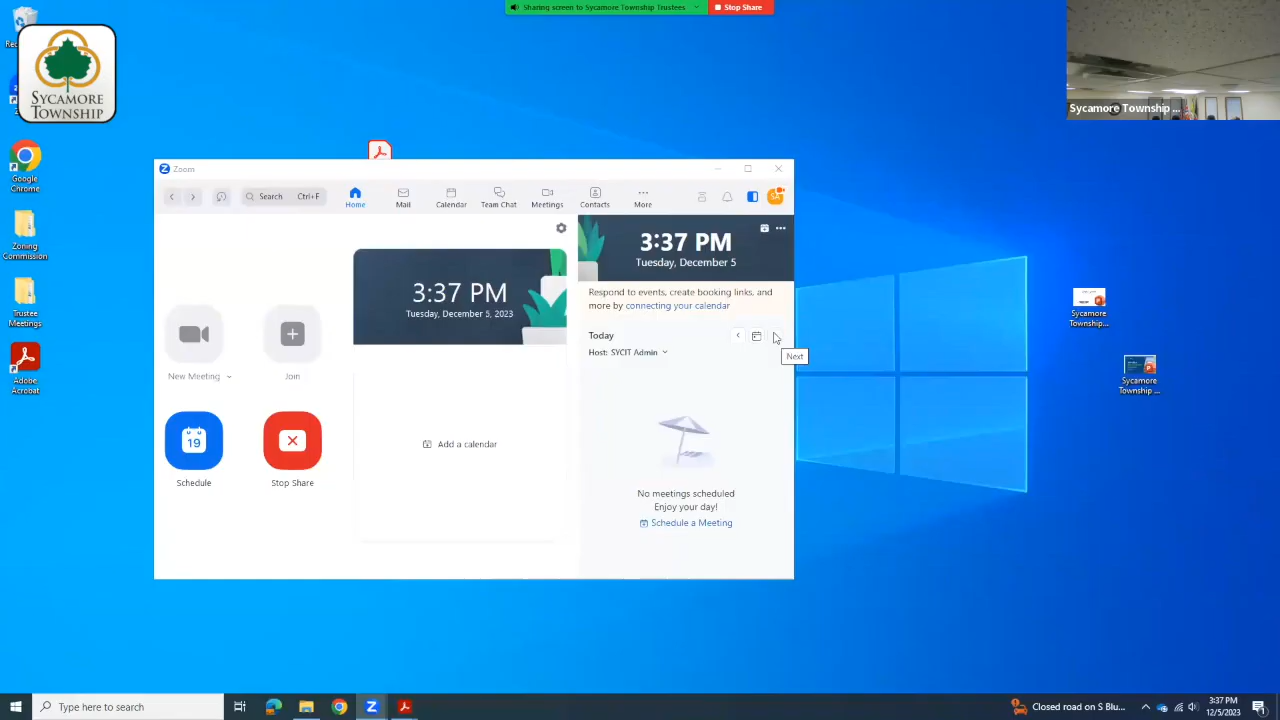 Sharing screen to Sycamore Township Trustees
Stop Share
SYCAMORE
TOWNSHIP
Sycamore Township ...
Google
Chrome
Zoning
Commission
Trustee
Meetings
Adobe
Acrobat
Zoom
Search Ctrl+F
Home
Mail
Calendar
Team Chat
Meetings
Contacts
More
SA
3:37 PM
Tuesday, December 5
3:37 PM
Tuesday, December 5, 2023
Respond to events, create booking links, and
more by connecting your calendar
Today
Host: SYCIT Admin
Next
New Meeting
Join
19
Schedule
Stop Share
Add a calendar
No meetings scheduled
Enjoy your day!
Schedule a Meeting
Sycamore
Township...
Sycamore
Township ...
Type here to search
Closed road on S Blu...
3:37 PM
12/5/2023